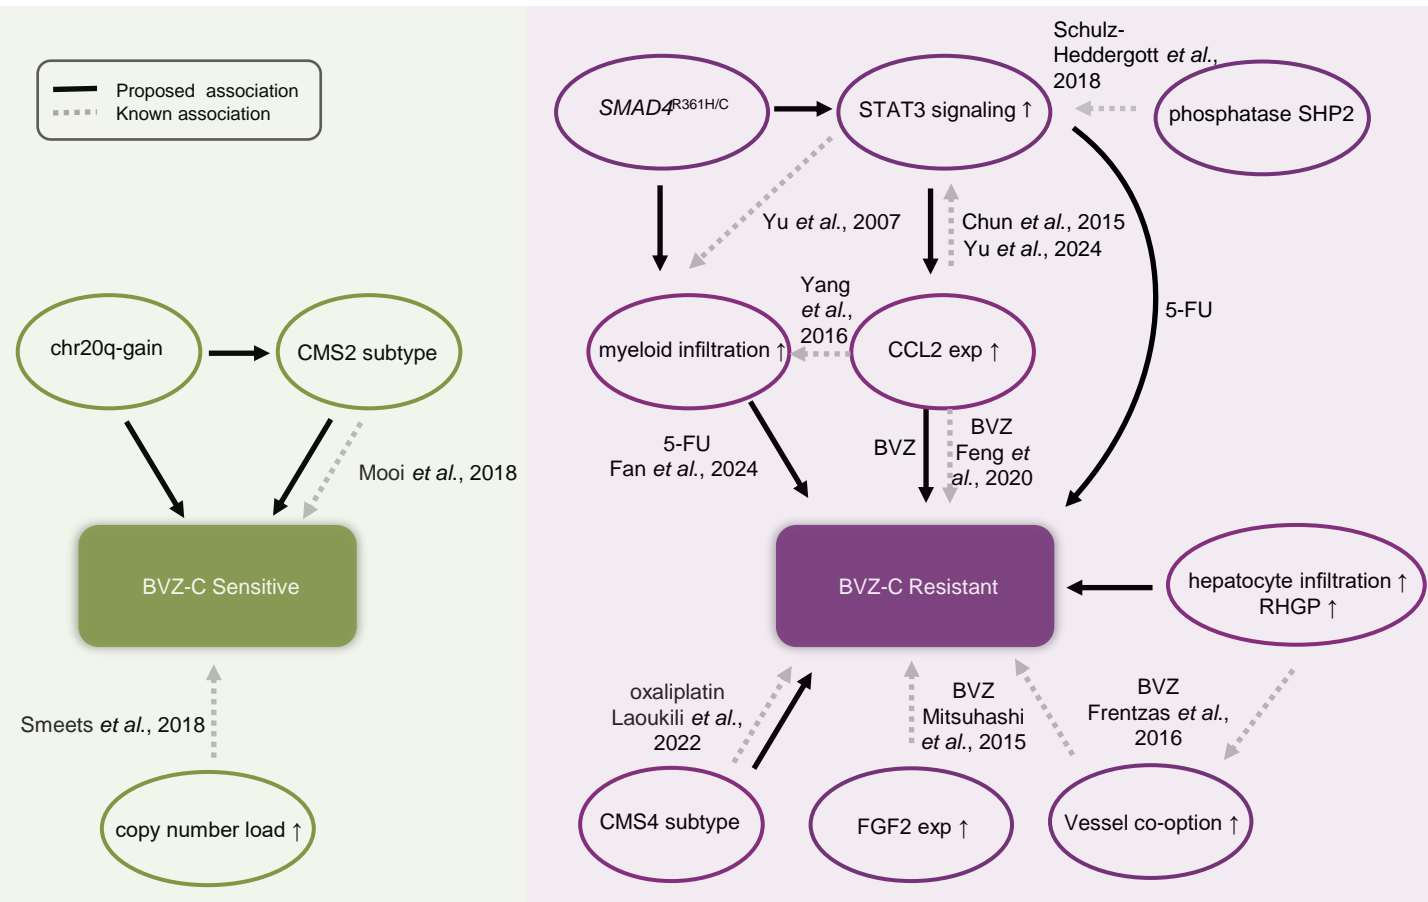 Proposed association
Known association
chr20q-gain
CMS2 subtype
Mooi et al., 2018
BVZ-C Sensitive
Smeets et al., 2018
copy number load ↑
Schulz-
Heddergott et al.,
2018
SMAD4R361H/C
STAT3 signaling ↑
phosphatase SHP2
Yu et al., 2007
Chun et al., 2015
Yu et al., 2024
Yang
et al.,
2016
5-FU
myeloid infiltration ↑
CCL2 exp ↑
5-FU
Fan et al., 2024
BVZ
BVZ
Feng et
al., 2020
BVZ-C Resistant
hepatocyte infiltration ↑
RHGP ↑
oxaliplatin
Laoukili et al.,
2022
BVZ
Mitsuhashi
et al., 2015
BVZ
Frentzas et al.,
2016
CMS4 subtype
FGF2 exp ↑
Vessel co-option ↑